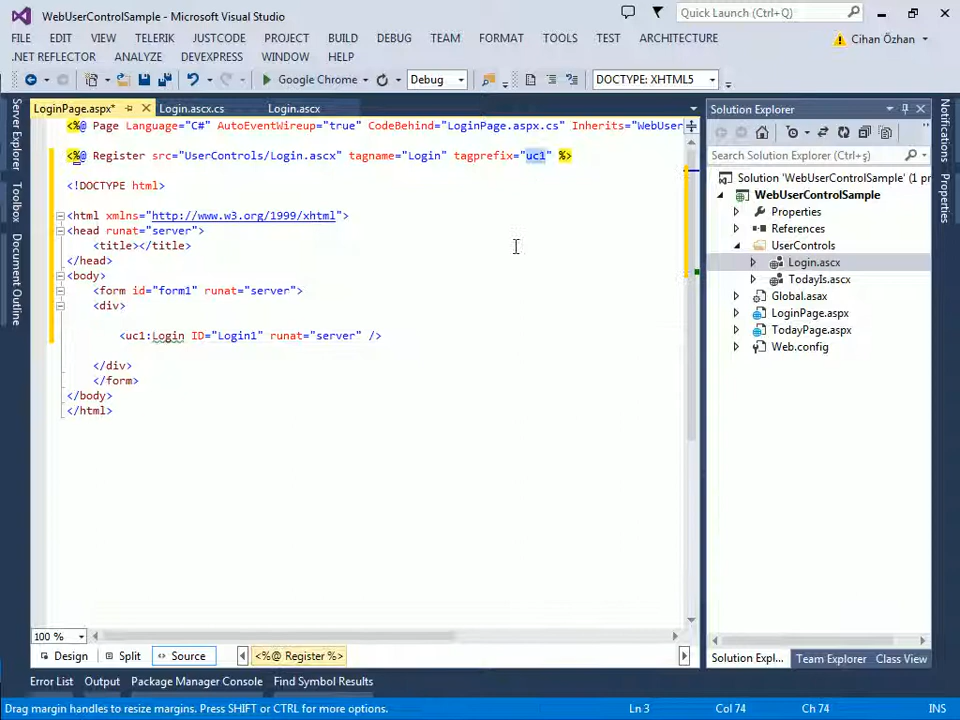 WebUserControlSample - Microsoft Visual Studio
Quick Launch (Ctrl+Q)
FILE EDIT VIEW TELERIK JUSTCODE PROJECT BUILD DEBUG TEAM FORMAT TOOLS TEST ARCHITECTURE
Cihan Özhan
.NET REFLECTOR ANALYZE DEVEXPRESS WINDOW HELP
Google Chrome Debug DOCTYPE: XHTML5
Server Explorer
Toolbox
Document Outline
LoginPage.aspx* Login.ascx.cs Login.ascx
<%@ Page Language="C#" AutoEventWireup="true" CodeBehind="LoginPage.aspx.cs" Inherits="WebUser
<%@ Register src="UserControls/Login.ascx" tagname="Login" tagprefix="uc1" %>
<!DOCTYPE html>
<html xmlns="http://www.w3.org/1999/xhtml">
<head runat="server">
<title></title>
</head>
<body>
<form id="form1" runat="server">
<div>
<uc1:Login ID="Login1" runat="server" />
</div>
</form>
</body>
</html>
100 %
Design Split Source <%@ Register %>
Solution Explorer
Search Solution Explorer (Ctrl+ş)
Solution 'WebUserControlSample' (1 pr
WebUserControlSample
Properties
References
UserControls
Login.ascx
TodayIs.ascx
Global.asax
LoginPage.aspx
TodayPage.aspx
Web.config
Solution Expl... Team Explorer Class View
Notifications
Properties
Error List Output Package Manager Console Find Symbol Results
Drag margin handles to resize margins. Press SHIFT or CTRL for more options. Ln 3 Col 74 Ch 74 INS